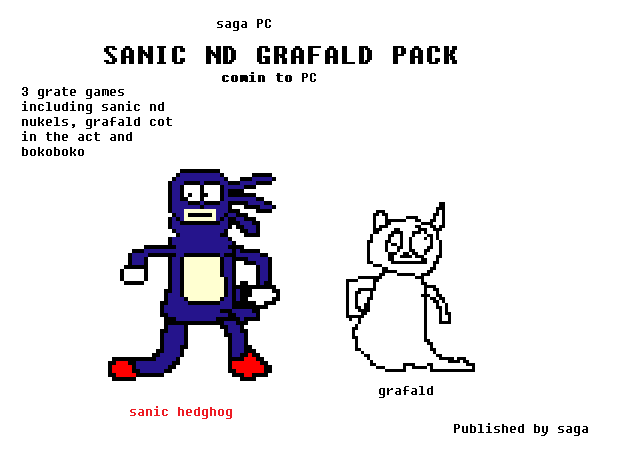 saga PC
SANIC ND GRAFALD PACK
comin to PC
3 grate games
including sanic nd
nukels, grafald cot
in the act and
bokoboko
grafald
sanic hedghog
Published by saga